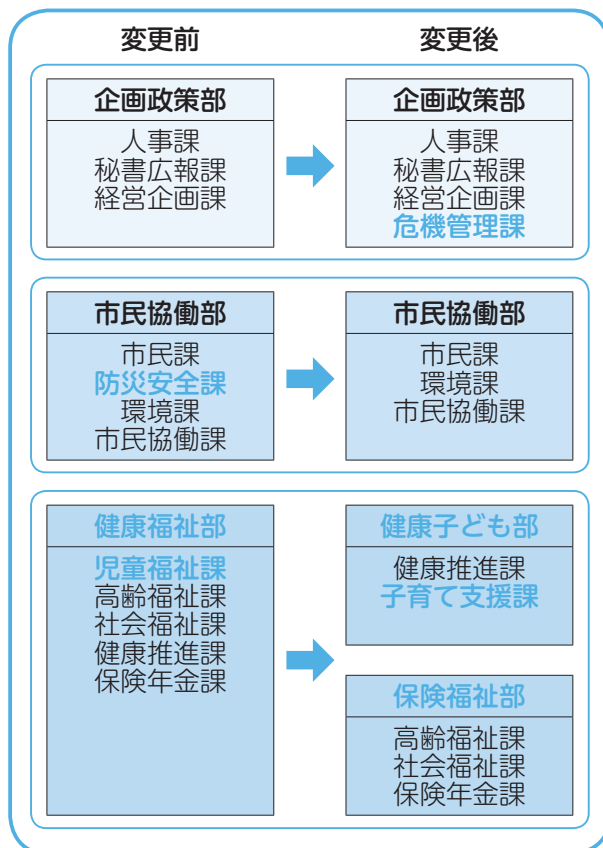 変更前
変更後
企画政策部
人事課
秘書広報課
経営企画課
企画政策部
人事課
秘書広報課
経営企画課
危機管理課
市民協働部
市民課
防災安全課
環境課
市民協働課
市民協働部
市民課
環境課
市民協働課
健康福祉部
児童福祉課
高齢福祉課
社会福祉課
健康推進課
保険年金課
健康子ども部
健康推進課
子育て支援課
保険福祉部
高齢福祉課
社会福祉課
保険年金課